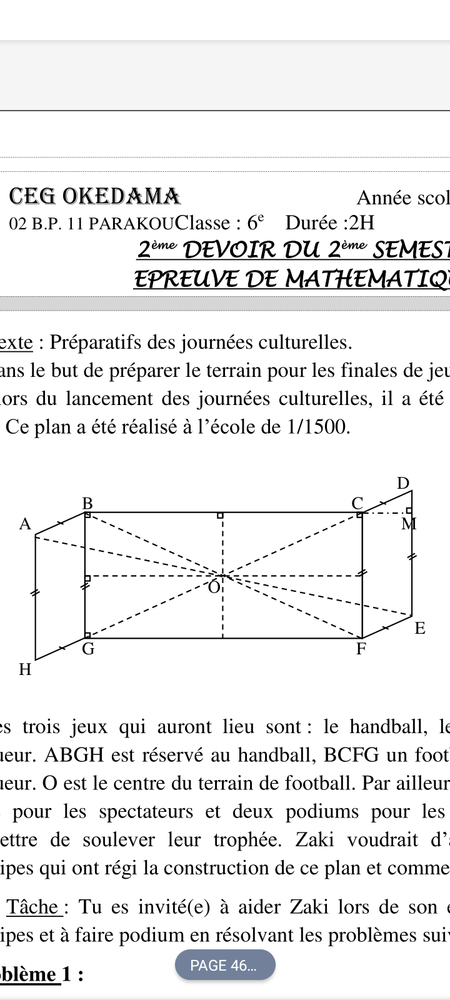 CEG OKEDAMA
Année scol
02 B.P. 11 PARAKOUClasse : 6e Durée :2H
2ème DEVOIR DU 2ème SEMEST
EPREUVE DE MATHEMATIQU
exte : Préparatifs des journées culturelles.
ans le but de préparer le terrain pour les finales de jeu
lors du lancement des journées culturelles, il a été
Ce plan a été réalisé à l’école de 1/1500.
D
B
C
A
M
O
E
G
F
H
es trois jeux qui auront lieu sont : le handball, le
ueur. ABGH est réservé au handball, BCFG un foot
ueur. O est le centre du terrain de football. Par ailleur
pour les spectateurs et deux podiums pour les
ettre de soulever leur trophée. Zaki voudrait d’a
ipes qui ont régi la construction de ce plan et comme
Tâche : Tu es invité(e) à aider Zaki lors de son e
ipes et à faire podium en résolvant les problèmes suiv
PAGE 46...
blème 1 :